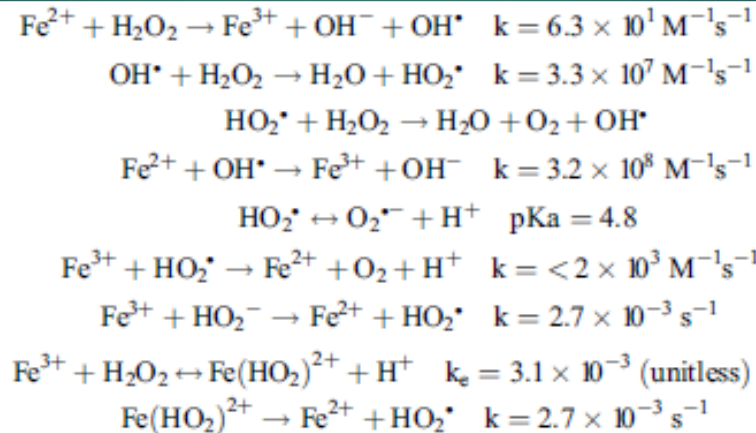 Fe²⁺ + H₂O₂ → Fe³⁺ + OH⁻ + OH• k = 6.3 × 10¹ M⁻¹s⁻¹
OH• + H₂O₂ → H₂O + HO₂• k = 3.3 × 10⁷ M⁻¹s⁻¹
HO₂• + H₂O₂ → H₂O + O₂ + OH•
Fe²⁺ + OH• → Fe³⁺ + OH⁻ k = 3.2 × 10⁸ M⁻¹s⁻¹
HO₂• ↔ O₂•⁻ + H⁺ pKa = 4.8
Fe³⁺ + HO₂• → Fe²⁺ + O₂ + H⁺ k = <2 × 10³ M⁻¹s⁻¹
Fe³⁺ + HO₂⁻ → Fe²⁺ + HO₂• k = 2.7 × 10⁻³ s⁻¹
Fe³⁺ + H₂O₂ ↔ Fe(HO₂)²⁺ + H⁺ kₑ = 3.1 × 10⁻³ (unitless)
Fe(HO₂)²⁺ → Fe²⁺ + HO₂• k = 2.7 × 10⁻³ s⁻¹